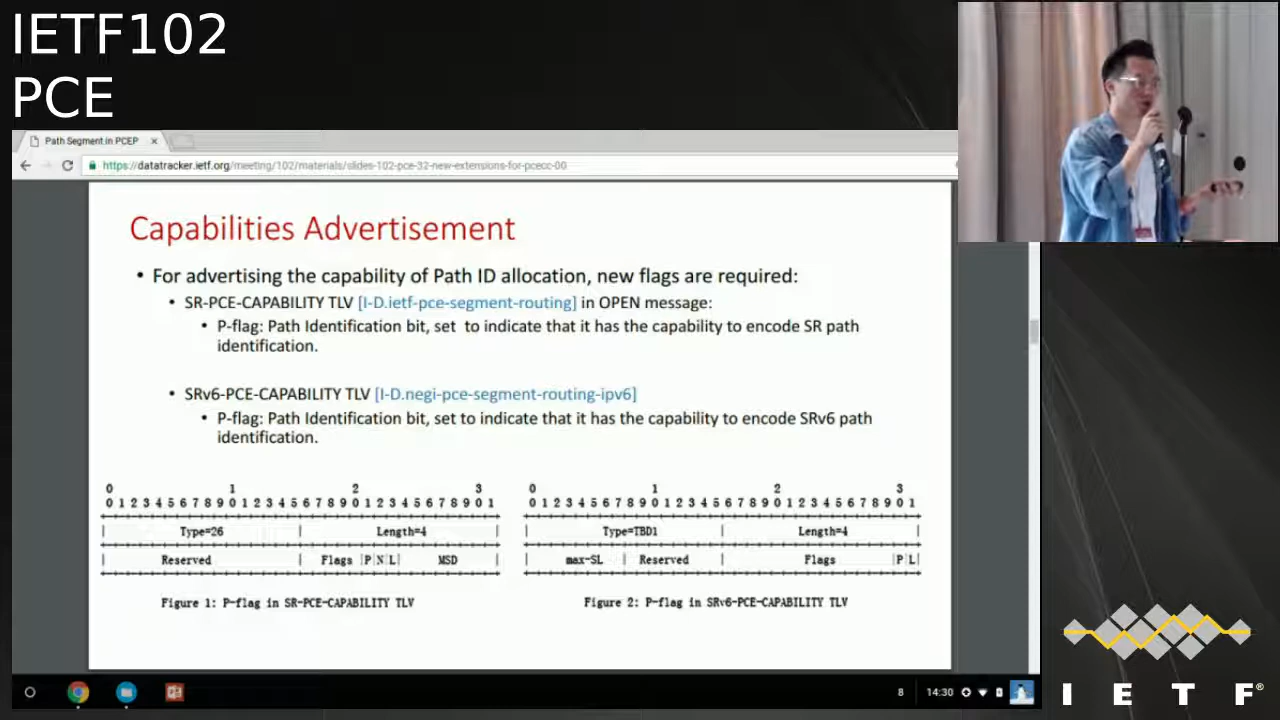 IETF102
PCE
Path Segment in PCEP
https://datatracker.ietf.org/meeting/102/materials/slides-102-pce-32-new-extensions-for-pcecc-00
Capabilities Advertisement
• For advertising the capability of Path ID allocation, new flags are required:
• SR-PCE-CAPABILITY TLV [I-D.ietf-pce-segment-routing] in OPEN message:
• P-flag: Path Identification bit, set to indicate that it has the capability to encode SR path
identification.
• SRv6-PCE-CAPABILITY TLV [I-D.negi-pce-segment-routing-ipv6]
• P-flag: Path Identification bit, set to indicate that it has the capability to encode SRv6 path
identification.
0 1 2 3
0 1 2 3 4 5 6 7 8 9 0 1 2 3 4 5 6 7 8 9 0 1 2 3 4 5 6 7 8 9 0 1
Type=26 Length=4
Reserved Flags |P|N|L| MSD
Figure 1: P-flag in SR-PCE-CAPABILITY TLV
0 1 2 3
0 1 2 3 4 5 6 7 8 9 0 1 2 3 4 5 6 7 8 9 0 1 2 3 4 5 6 7 8 9 0 1
Type=TBD1 Length=4
max-SL | Reserved | Flags |P|L|
Figure 2: P-flag in SRv6-PCE-CAPABILITY TLV
8 14:30
I E T F®